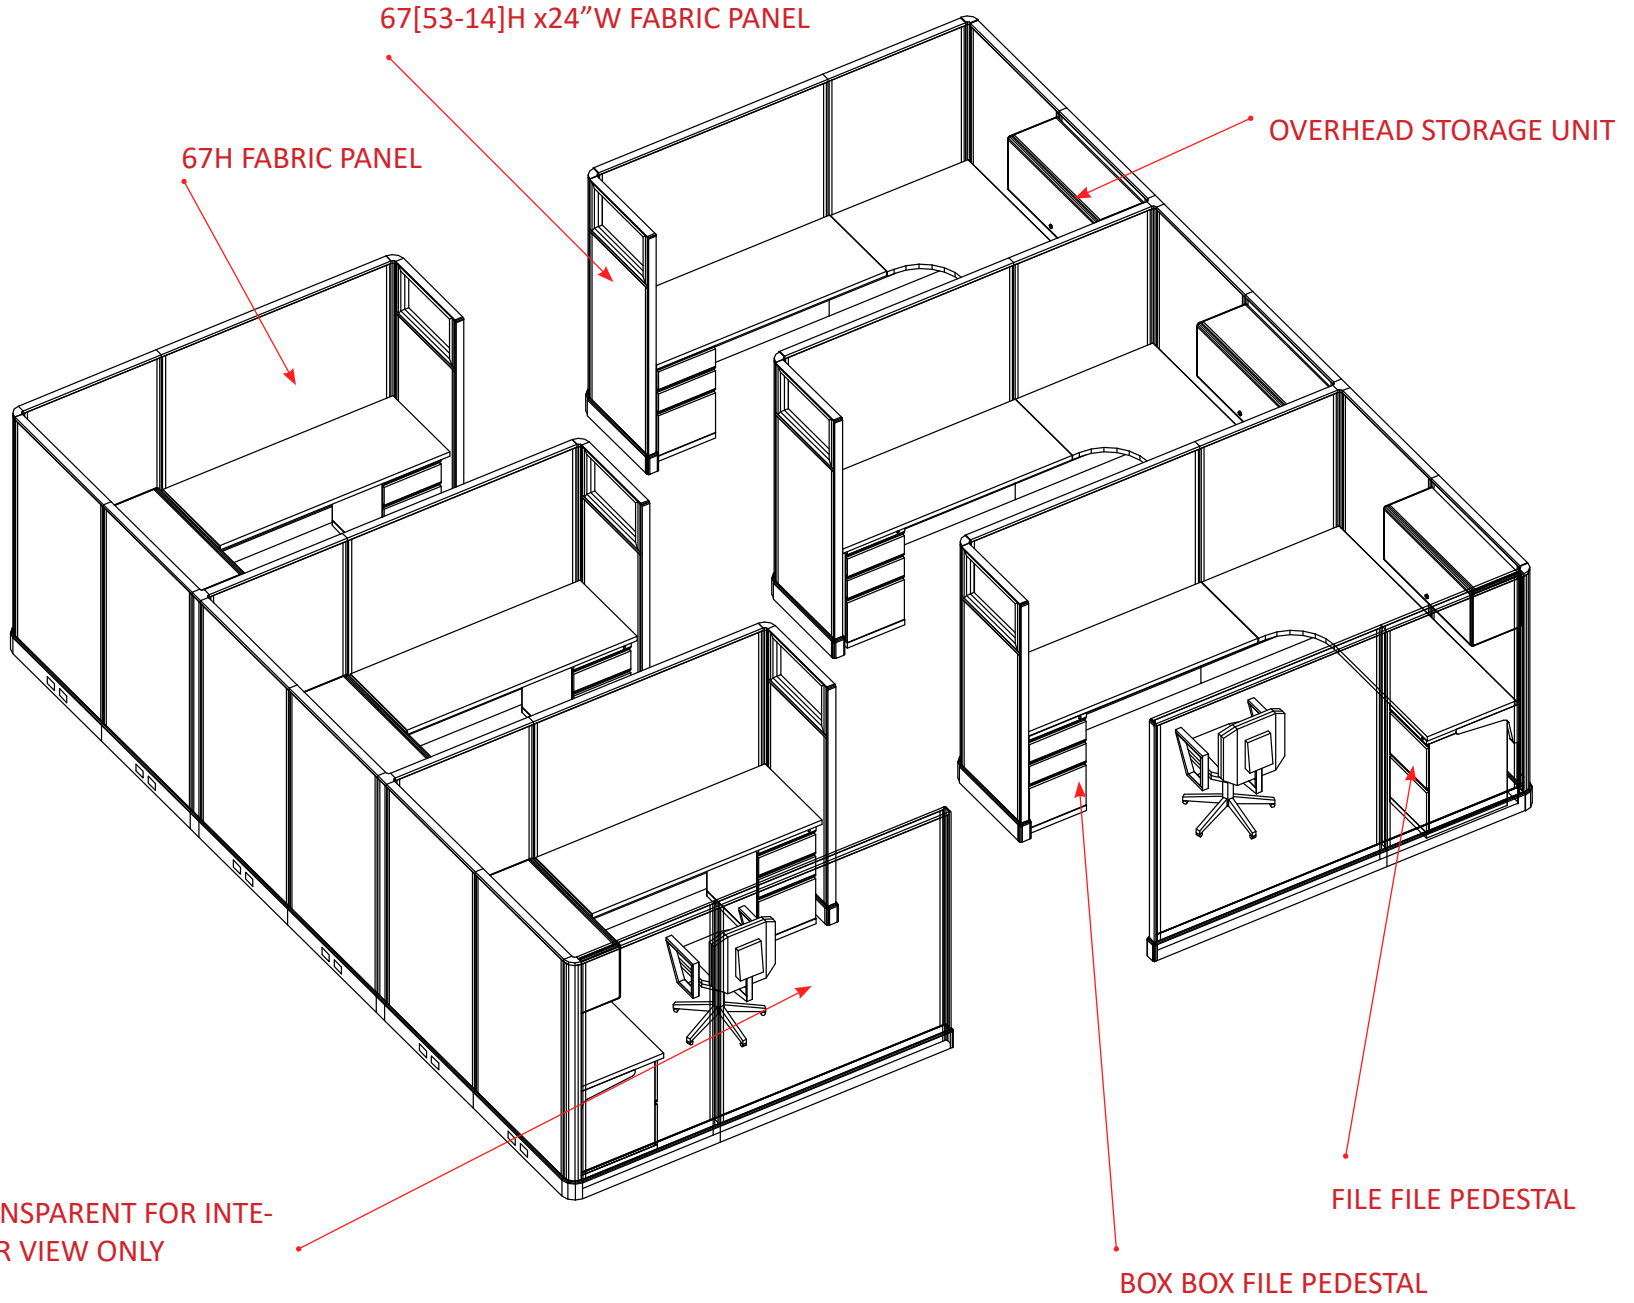 67[53-14]H x24”W FABRIC PANEL
OVERHEAD STORAGE UNIT
67H FABRIC PANEL
NSPARENT FOR INTE-
R VIEW ONLY
FILE FILE PEDESTAL
BOX BOX FILE PEDESTAL